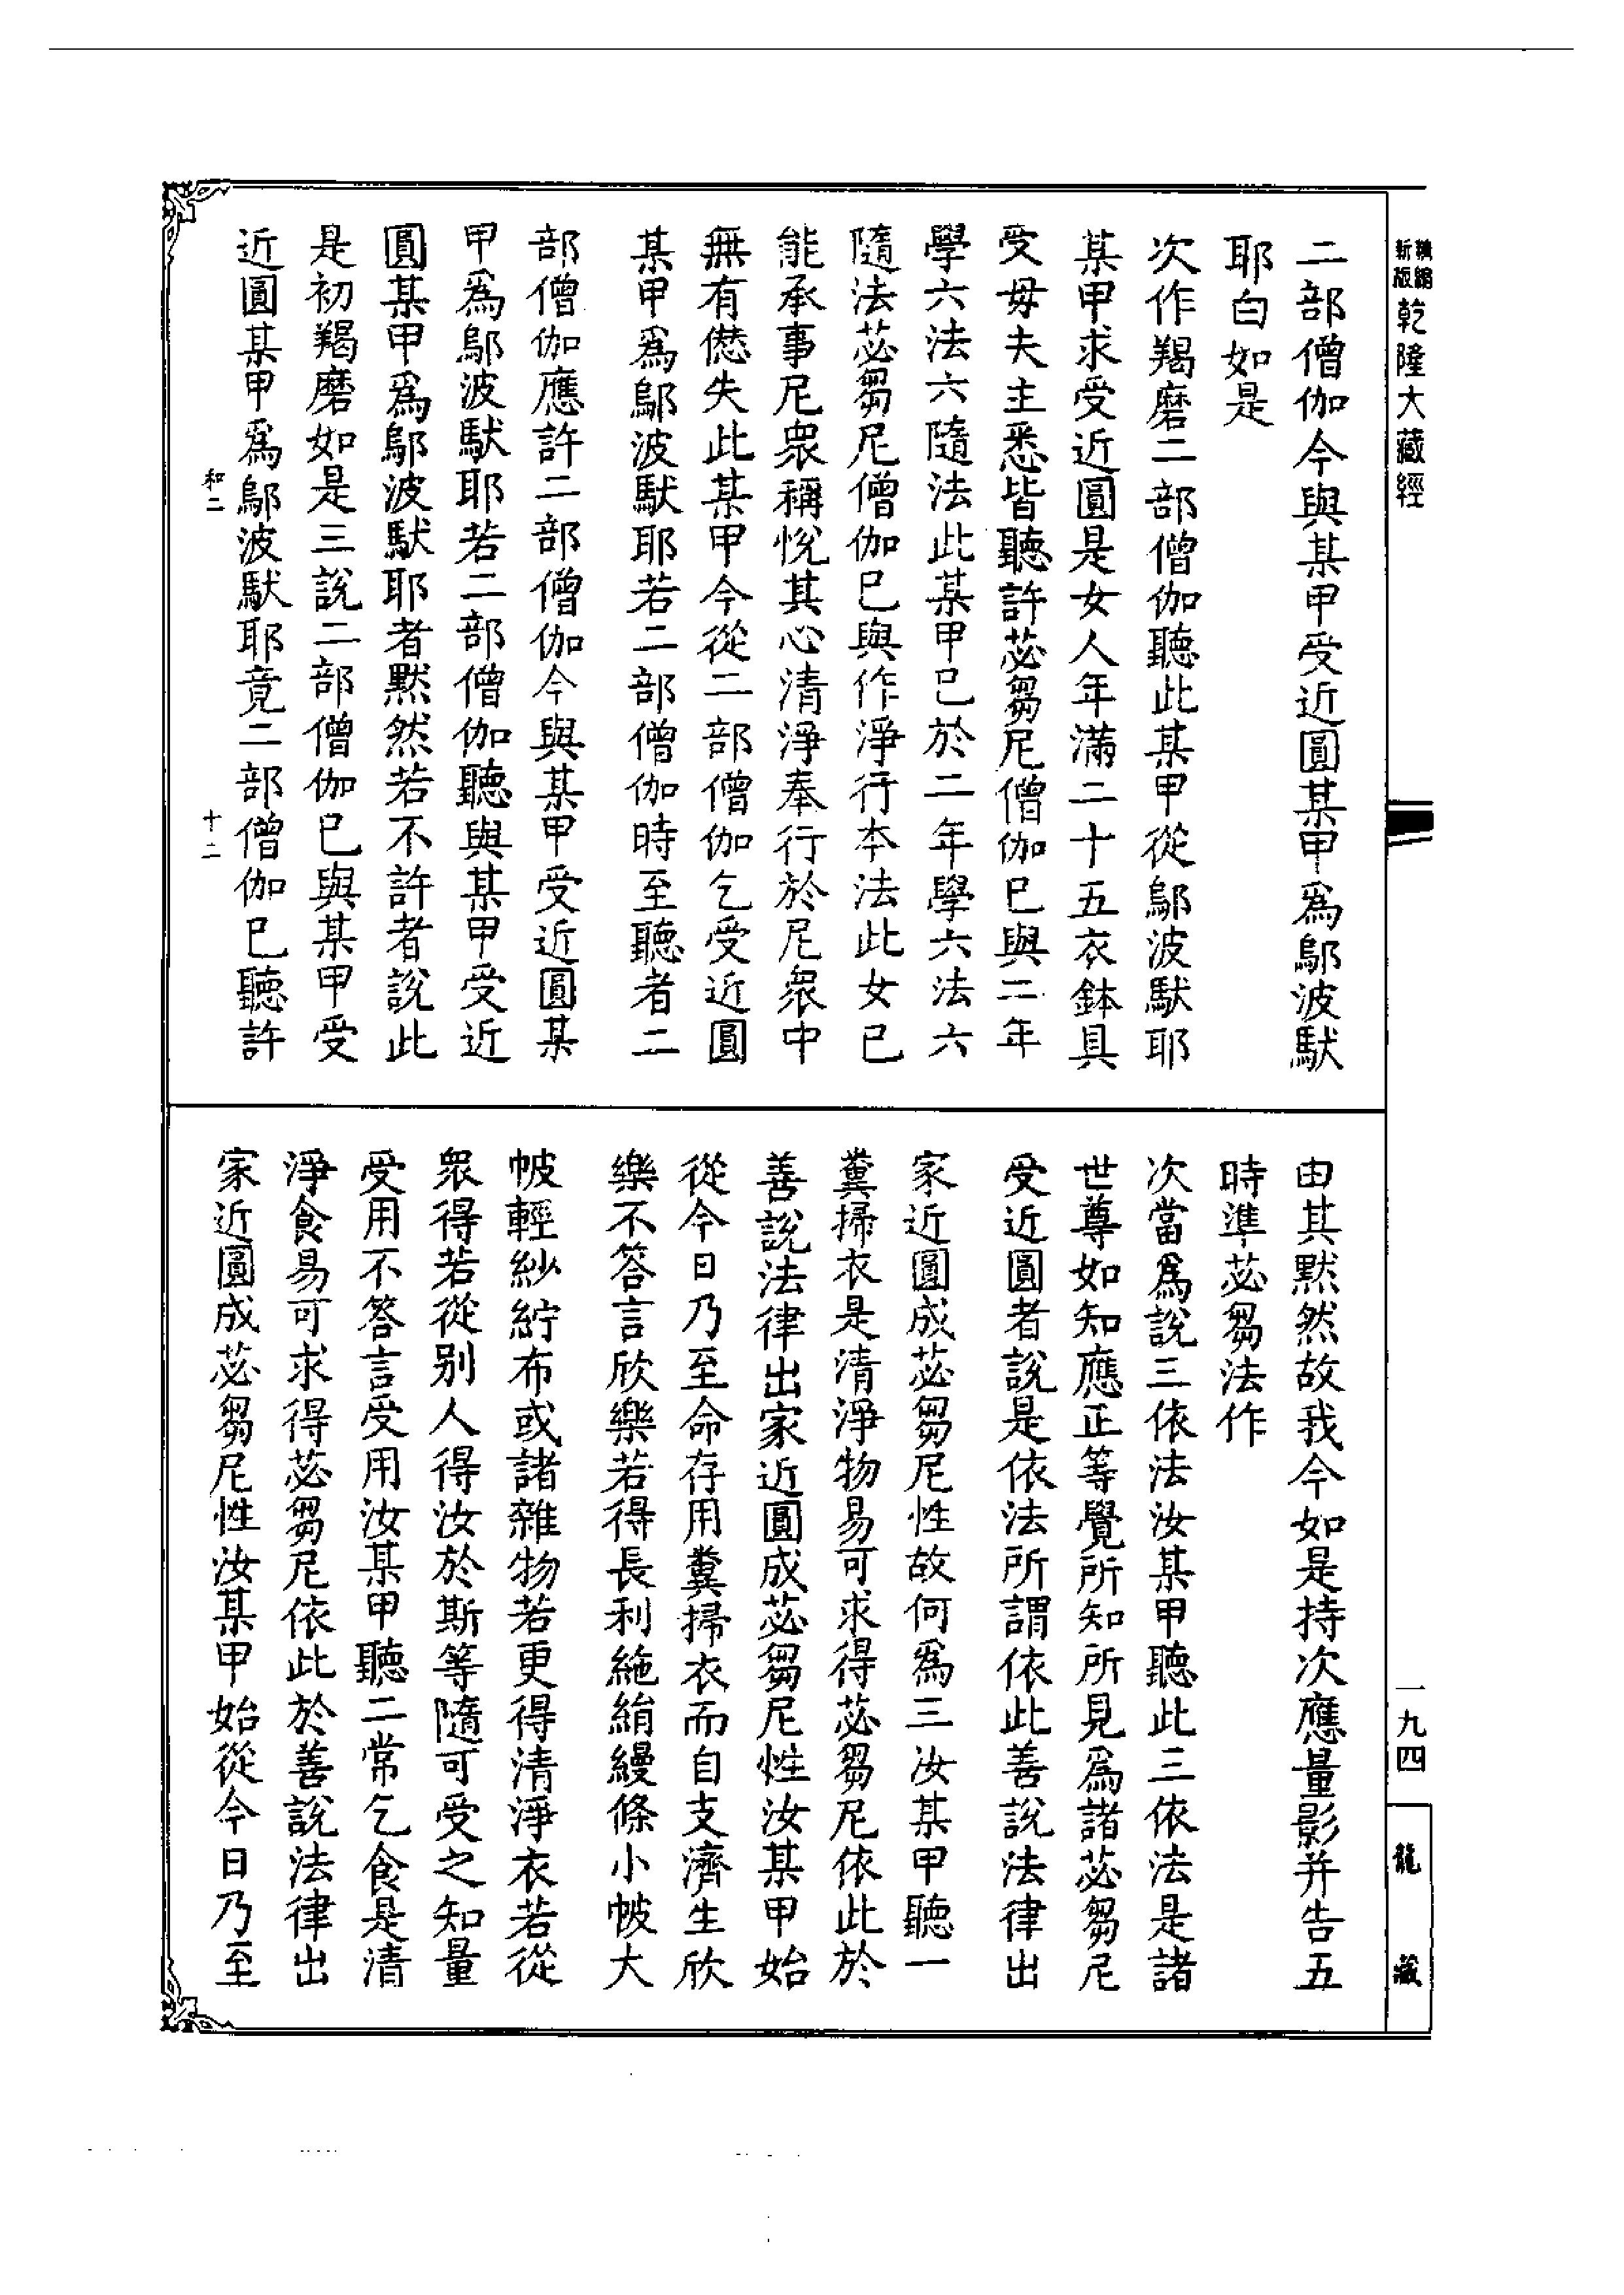 新編
新版
乾隆大藏經
二部僧伽今與某甲受近圓某甲爲鄔波馱
耶白如是
次作羯磨二部僧伽聽此某甲從鄔波馱耶
某甲求受近圓是女人年滿二十五衣鉢具
受毋夫主悉皆聽許苾芻尼僧伽巳與二年
學六法六隨法此某甲已於二年學六法六
隨法苾芻尼僧伽巳與作淨行本法此女已
能承事尼衆稱悅其心清淨奉行於尼衆中
無有僽失此某甲今從二部僧伽乞受近圓
某甲爲鄔波馱耶若二部僧伽時至聽者二
部僧伽應許二部僧伽今與某甲受近圓某
甲爲鄔波馱耶若二部僧伽聽與某甲受近
圓某甲爲鄔波馱耶者默然若不許者說此
是初羯磨如是三說二部僧伽巳與某甲受
近圓某甲爲鄔波馱耶竟二部僧伽巳聽許
和二
十二
由其默然故我今如是持次應量影并告五
時準苾芻法作
次當爲說三依法汝某甲聽此三依法是諸
世尊如知應正等覺所知所見爲諸苾芻尼
受近圓者說是依法所謂依此善說法律出
家近圓成苾芻尼性故何爲三汝某甲聽一
糞掃衣是清淨物易可求得苾芻尼依此於
善說法律出家近圓成苾芻尼性汝某甲始
從今日乃至命存用糞掃衣而自支濟生欣
樂不答言欣樂若得長利絁絹縵條小帔大
帔輕紗紵布或諸雜物若更得清淨衣若從
衆得若從別人得汝於斯等隨可受之知量
受用不答言受用汝某甲聽二常乞食是清
淨食易可求得苾芻尼依此於善說法律出
家近圓成苾芻尼性汝某甲始從今日乃至
一九四
龍藏